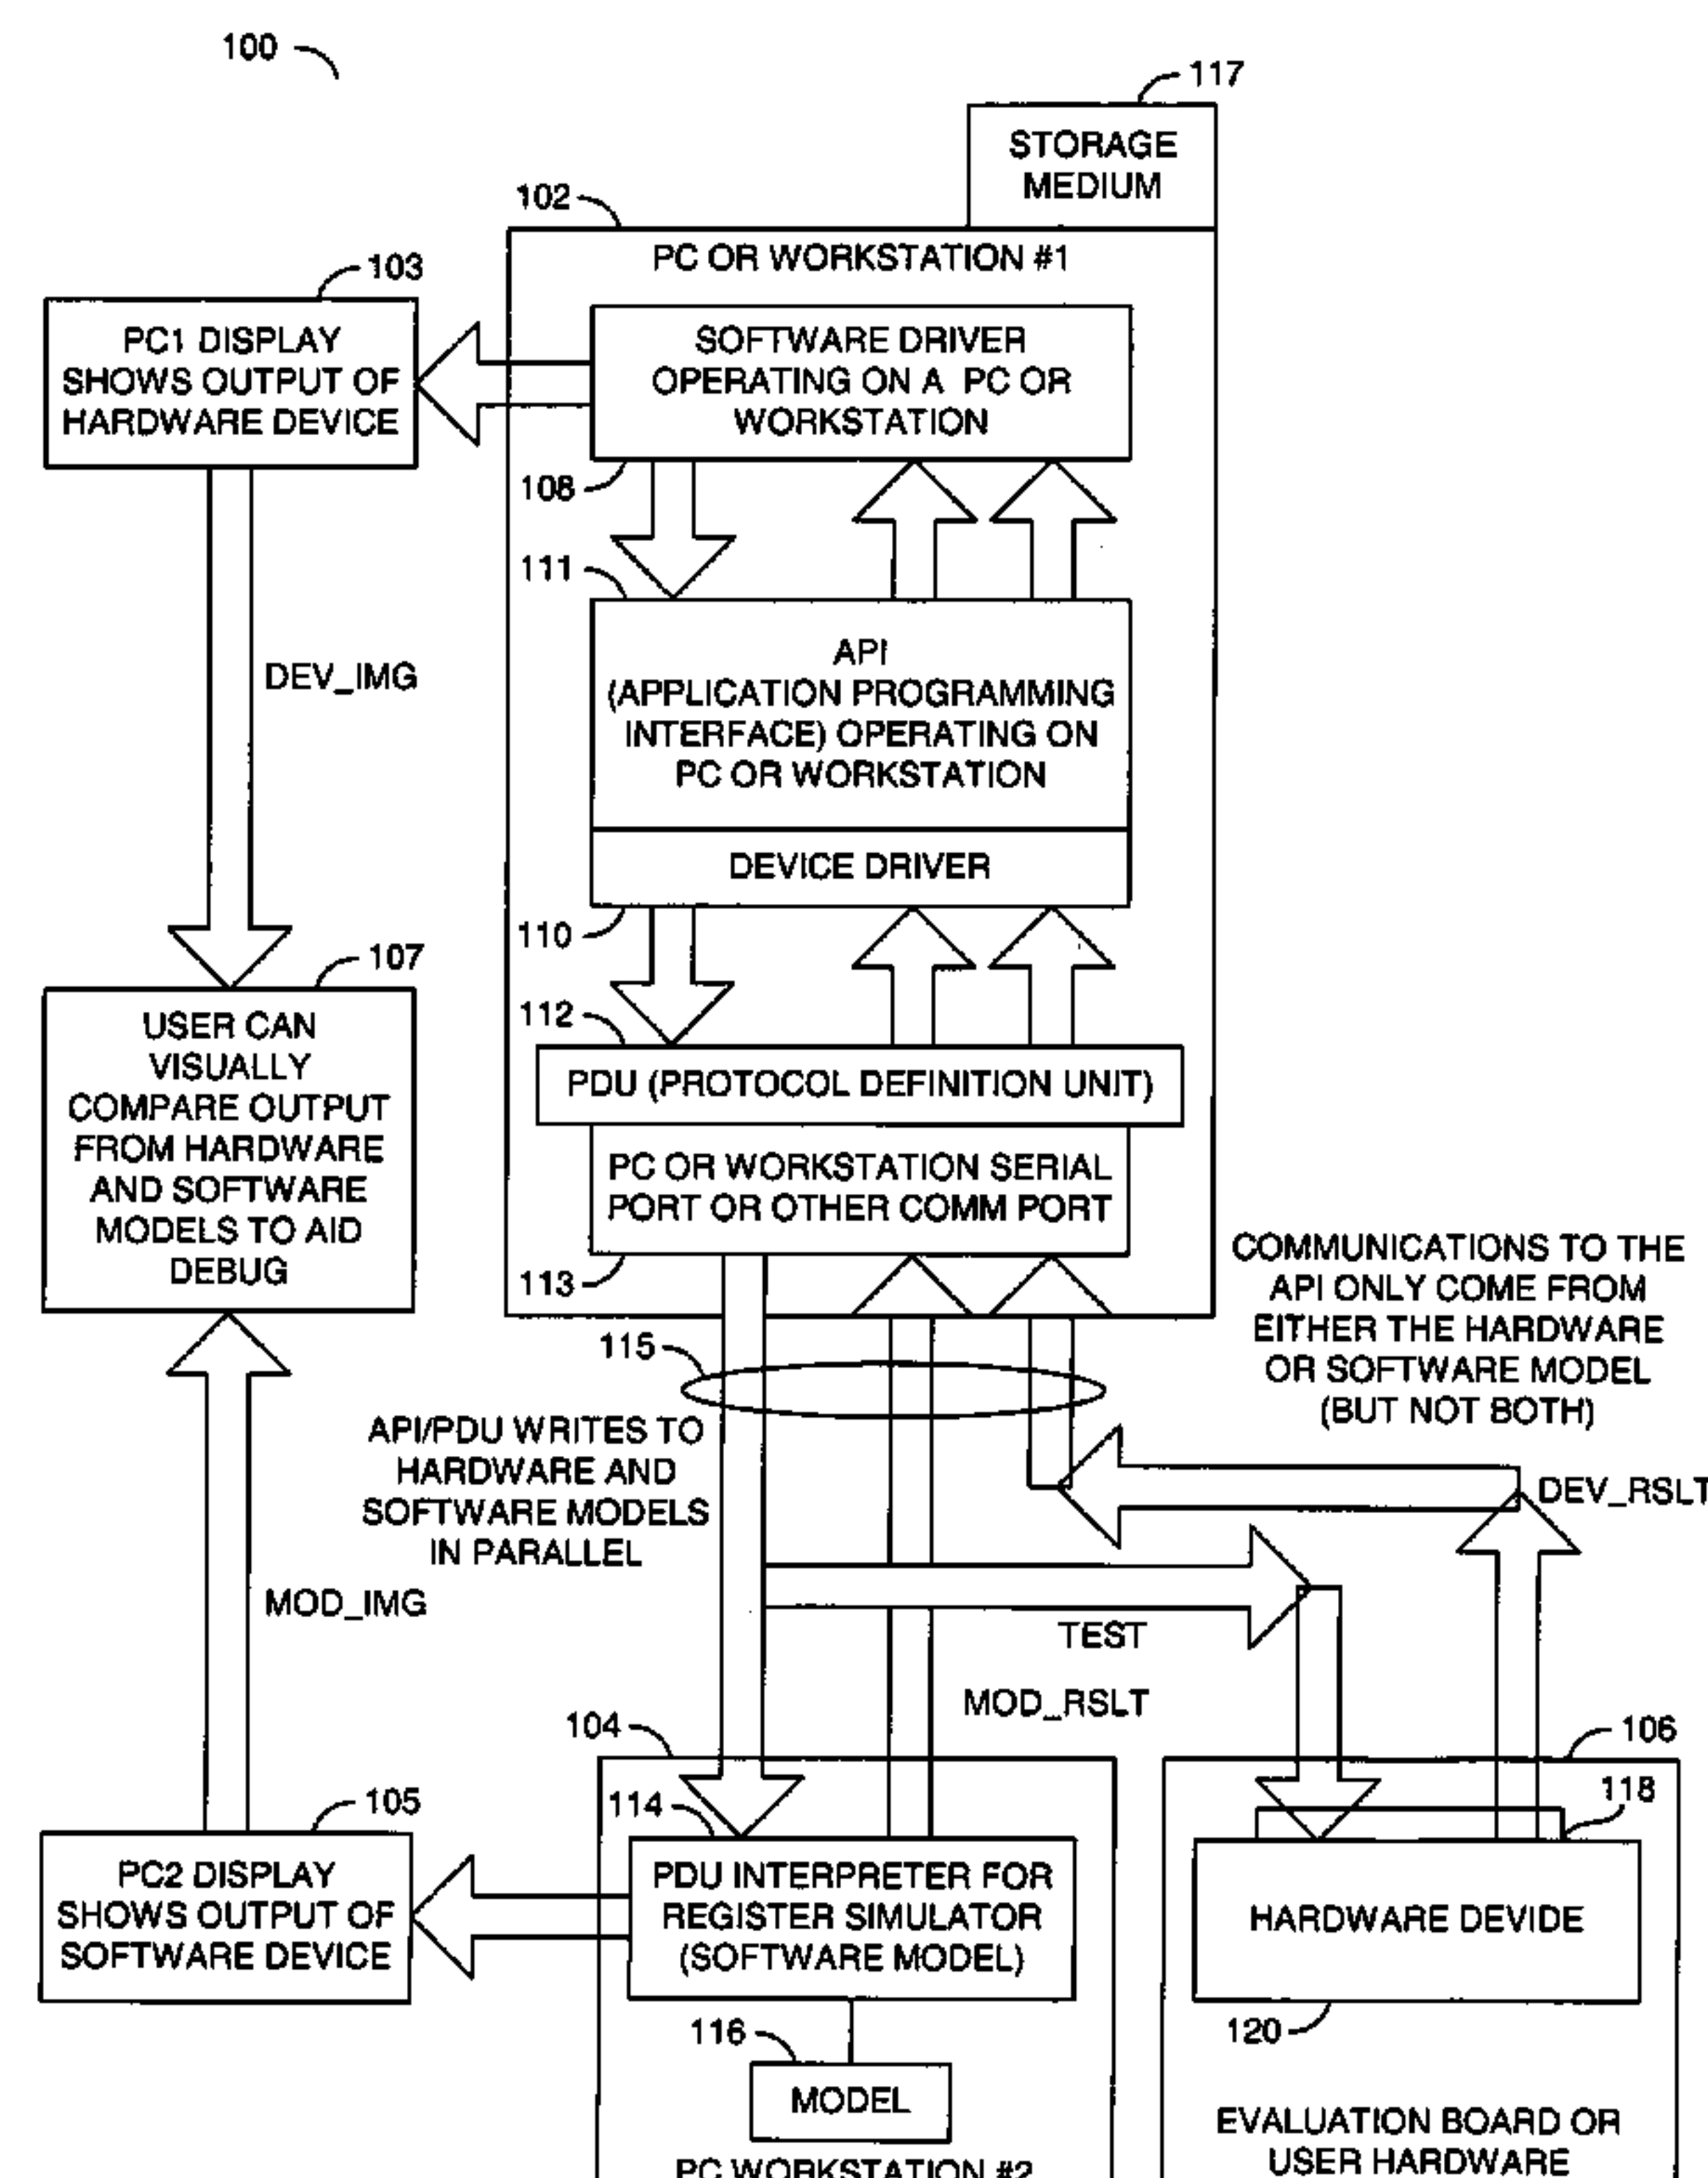 100
117
STORAGE
MEDIUM
102
PC OR WORKSTATION #1
103
PC1 DISPLAY
SHOWS OUTPUT OF
HARDWARE DEVICE
SOFTWARE DRIVER
OPERATING ON A PC OR
WORKSTATION
108
111
API
(APPLICATION PROGRAMMING
INTERFACE) OPERATING ON
PC OR WORKSTATION
DEV_IMG
DEVICE DRIVER
110
107
USER CAN
VISUALLY
COMPARE OUTPUT
FROM HARDWARE
AND SOFTWARE
MODELS TO AID
DEBUG
112
PDU (PROTOCOL DEFINITION UNIT)
PC OR WORKSTATION SERIAL
PORT OR OTHER COMM PORT
113
COMMUNICATIONS TO THE
API ONLY COME FROM
EITHER THE HARDWARE
OR SOFTWARE MODEL
(BUT NOT BOTH)
115
API/PDU WRITES TO
HARDWARE AND
SOFTWARE MODELS
IN PARALLEL
DEV_RSLT
MOD_IMG
TEST
MOD_RSLT
104
106
105
114
118
PC2 DISPLAY
SHOWS OUTPUT OF
SOFTWARE DEVICE
PDU INTERPRETER FOR
REGISTER SIMULATOR
(SOFTWARE MODEL)
HARDWARE DEVIDE
120
116
MODEL
PC WORKSTATION #2
EVALUATION BOARD OR
USER HARDWARE